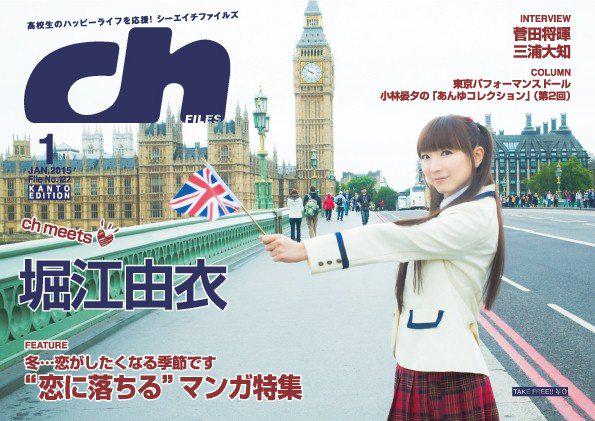 高校生のハッピーライフを応援! シーエイチファイルズ
ch
FILES
1
JAN.2015
File No.122
KANTO
EDITION
INTERVIEW
菅田将暉
三浦大知
COLUMN
東京パフォーマンスドール
小林晏夕の「あんゆコレクション」(第2回)
ch meets
堀江由衣
FEATURE
冬…恋がしたくなる季節です
“恋に落ちる”マンガ特集
TAKE FREE!! ¥0